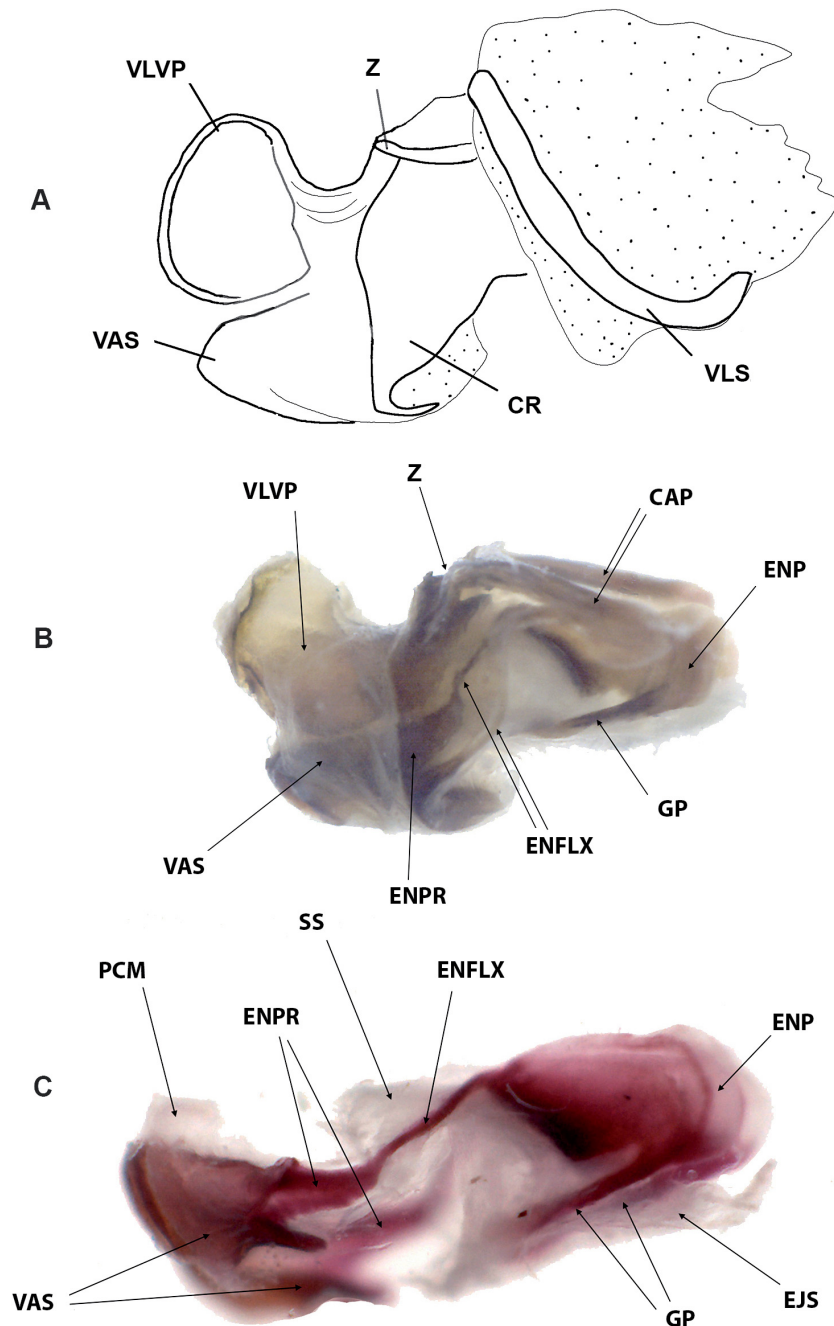 VLVP
Z
A
VAS
VLS
CR
Z
VLVP
CAP
ENP
B
GP
ENFLX
VAS
ENPR
SS
PCM
ENFLX
ENPR
ENP
C
EJS
VAS
GP